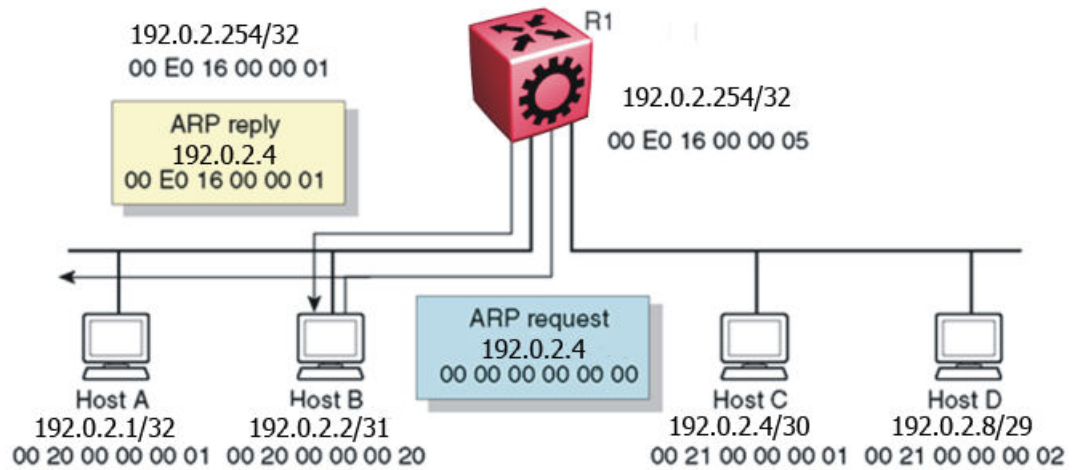 R1
192.0.2.254/32
00 E0 16 00 00 01
192.0.2.254/32
00 E0 16 00 00 05
ARP reply
192.0.2.4
00 E0 16 00 00 01
ARP request
192.0.2.4
00 00 00 00 00 00
Host A
192.0.2.1/32
00 20 00 00 00 01
Host B
192.0.2.2/31
00 20 00 00 00 20
Host C
192.0.2.4/30
00 21 00 00 00 01
Host D
192.0.2.8/29
00 21 00 00 00 02